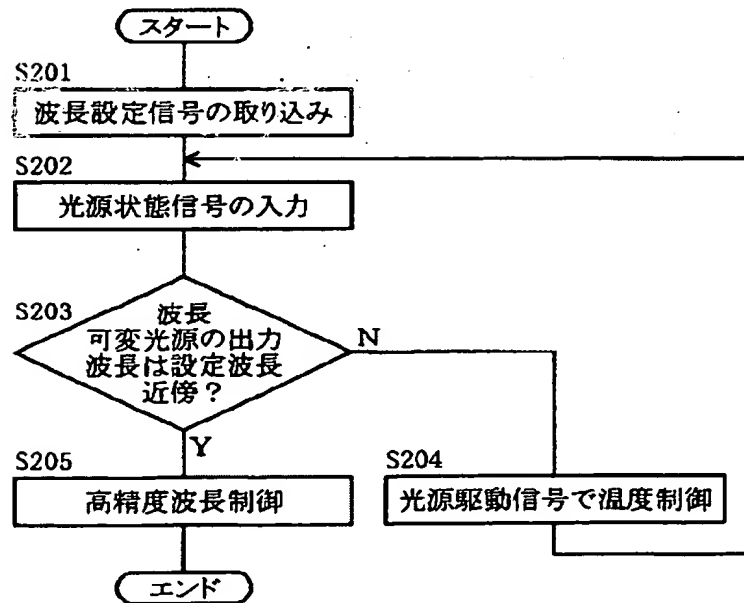 スタート
S201
波長設定信号の取り込み
S202
光源状態信号の入力
S203
波長
可変光源の出力
波長は設定波長
近傍？
N
Y
S205
高精度波長制御
S204
光源駆動信号で温度制御
エンド